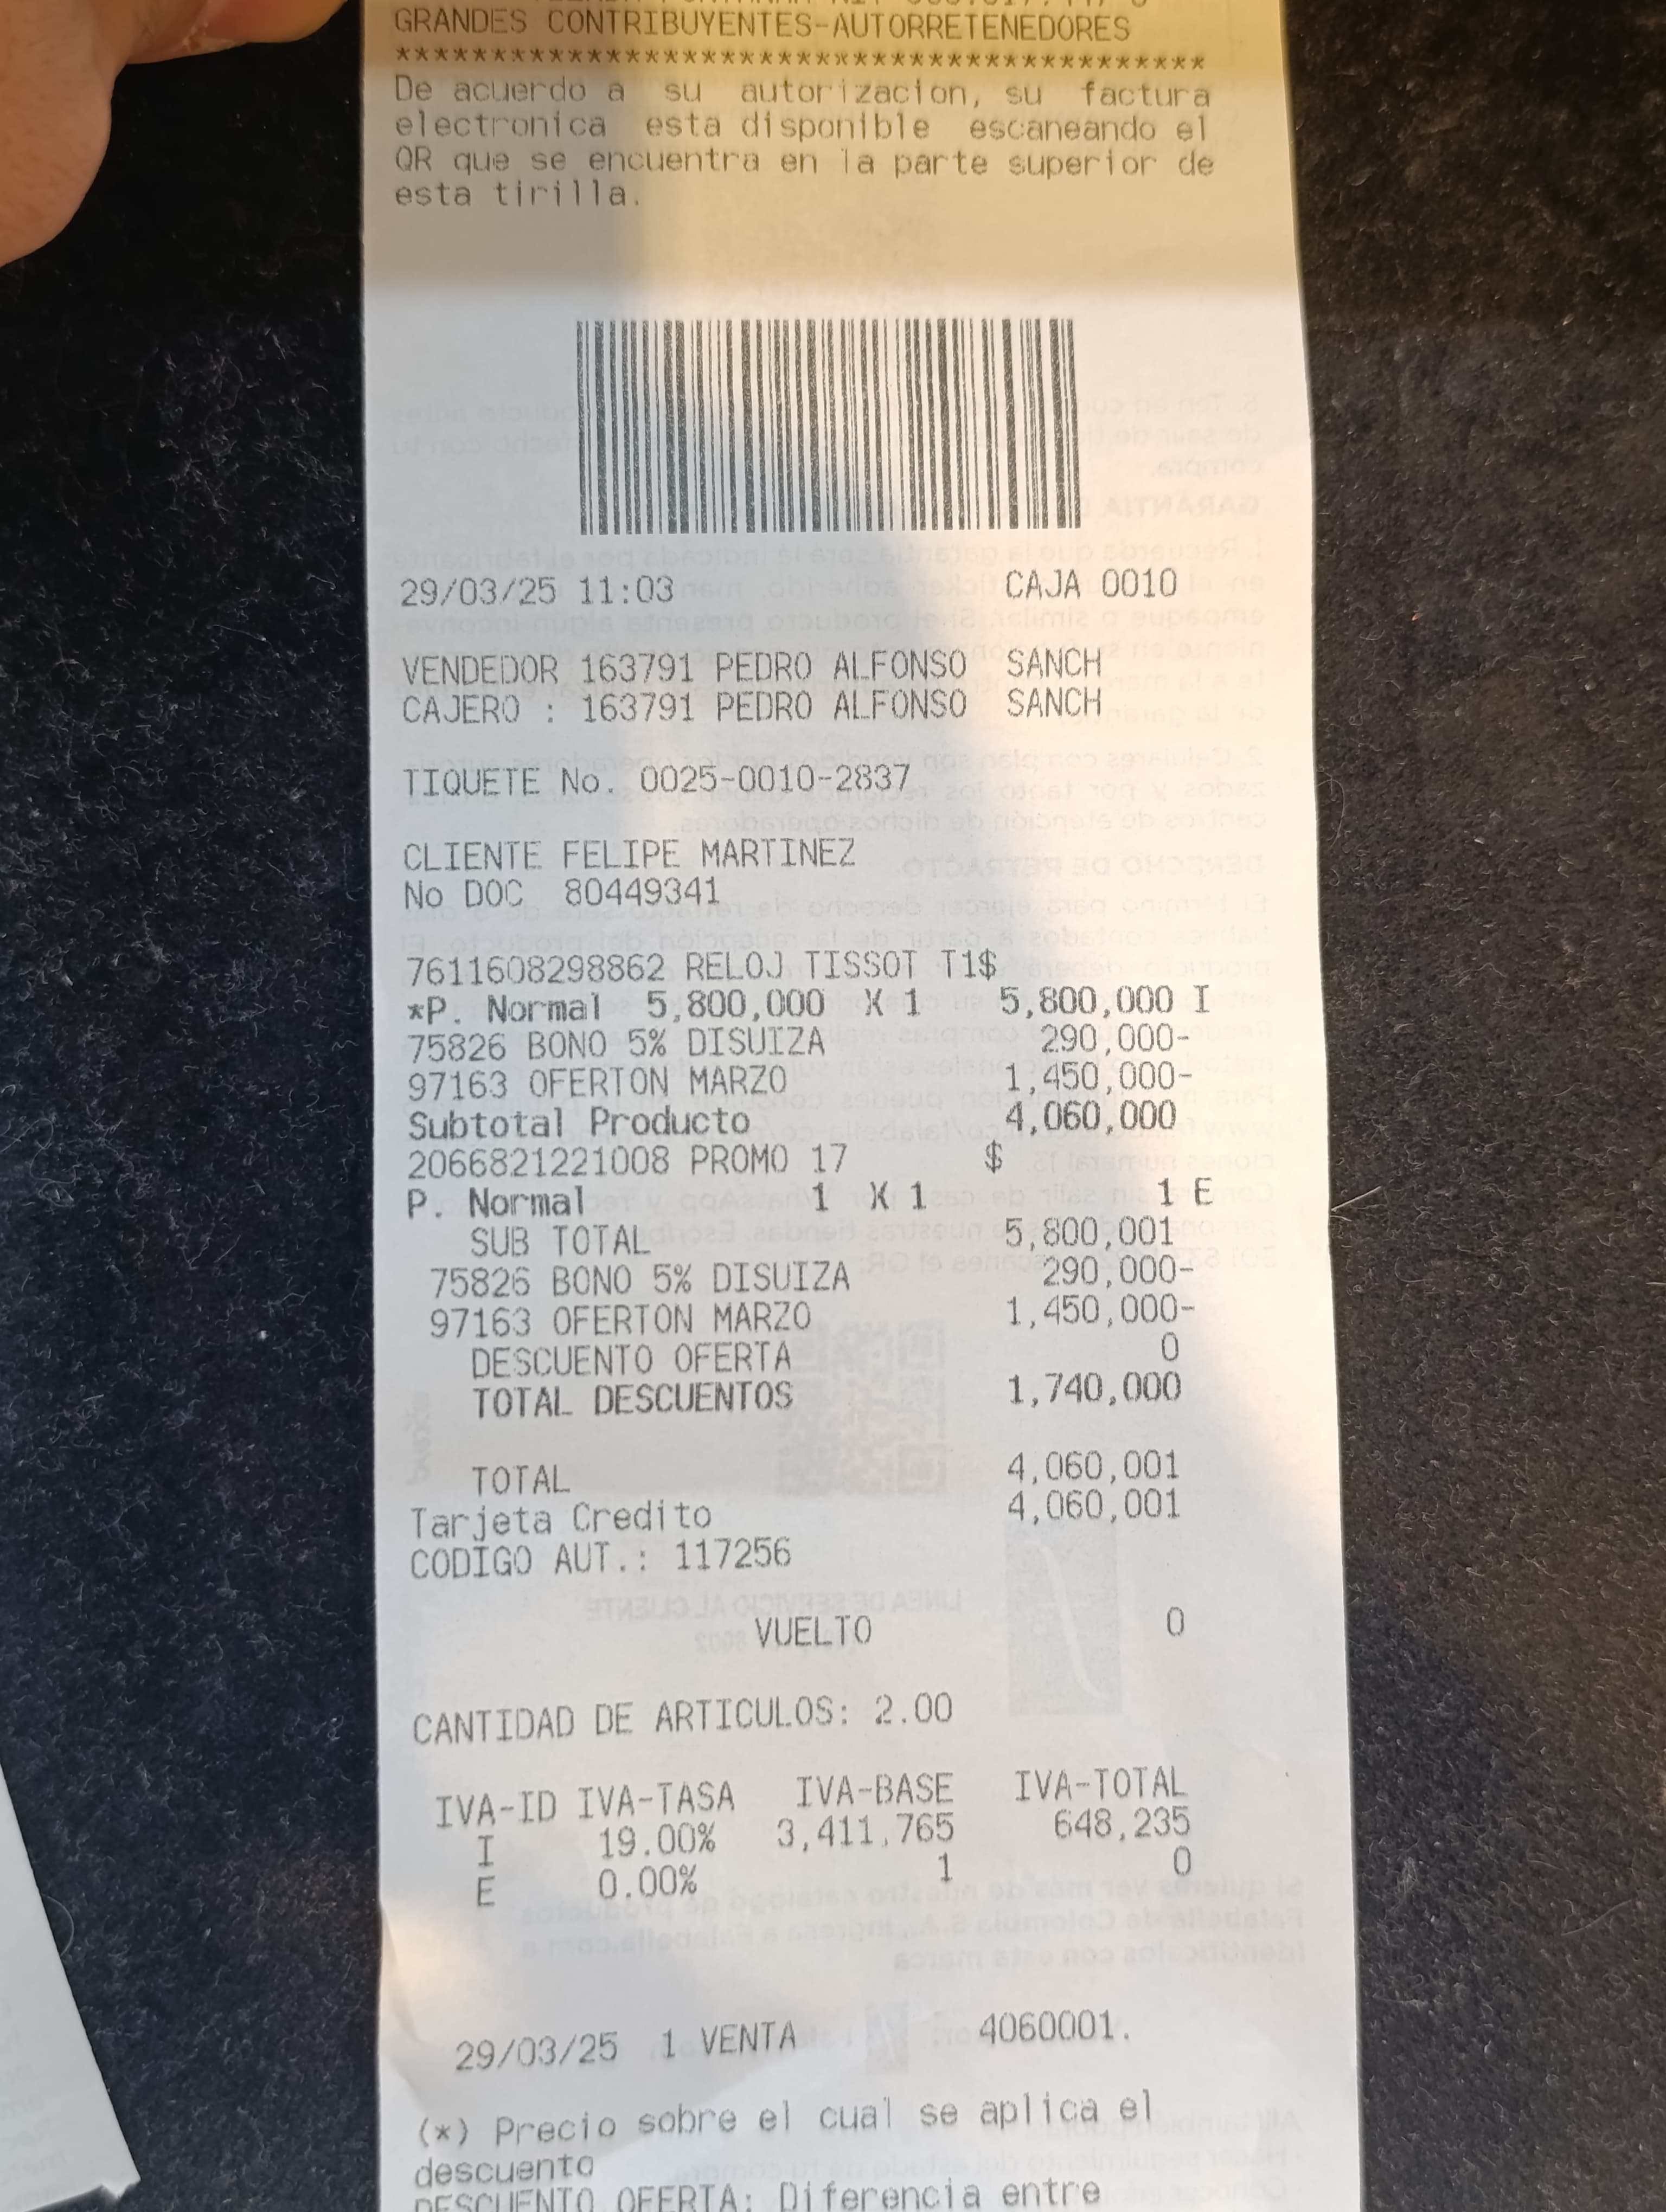 GRANDES CONTRIBUYENTES-AUTORRETENEDORES
******************************************
De acuerdo a su autorizacion, su factura
electronica esta disponible escaneando el
QR que se encuentra en la parte superior de
esta tirilla.
29/03/25 11:03 CAJA 0010
VENDEDOR 163791 PEDRO ALFONSO SANCH
CAJERO : 163791 PEDRO ALFONSO SANCH
TIQUETE No. 0025-0010-2837
CLIENTE FELIPE MARTINEZ
No DOC 80449341
7611608298862 RELOJ TISSOT T1$
*P. Normal 5,800,000 X 1 5,800,000 I
75826 BONO 5% DISUIZA 290,000-
97163 OFERTON MARZO 1,450,000-
Subtotal Producto 4,060,000
2066821221008 PROMO 17 $
P. Normal 1 X 1 1 E
SUB TOTAL 5,800,001
75826 BONO 5% DISUIZA 290,000-
97163 OFERTON MARZO 1,450,000-
DESCUENTO OFERTA 0
TOTAL DESCUENTOS 1,740,000
TOTAL 4,060,001
Tarjeta Credito 4,060,001
CODIGO AUT.: 117256
VUELTO 0
CANTIDAD DE ARTICULOS: 2.00
IVA-ID IVA-TASA IVA-BASE IVA-TOTAL
I 19.00% 3,411,765 648,235
E 0.00% 1 0
29/03/25 1 VENTA 4060001.
(*) Precio sobre el cual se aplica el
descuento
DESCUENTO OFERTA: Diferencia entre